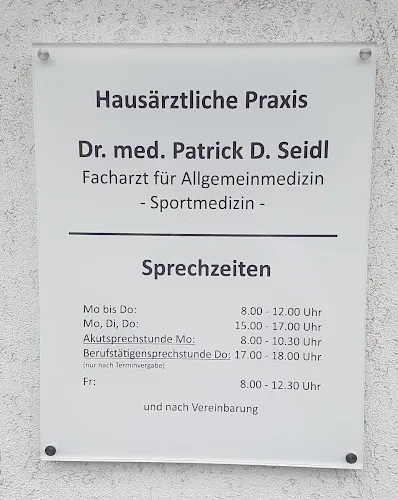 Hausärztliche Praxis
Dr. med. Patrick D. Seidl
Facharzt für Allgemeinmedizin
- Sportmedizin -
Sprechzeiten
Mo bis Do: 8.00 - 12.00 Uhr
Mo, Di, Do: 15.00 - 17.00 Uhr
Akutsprechstunde Mo: 8.00 - 10.30 Uhr
Berufstätigensprechstunde Do: 17.00 - 18.00 Uhr
(nur nach Terminvergabe)
Fr: 8.00 - 12.30 Uhr
und nach Vereinbarung